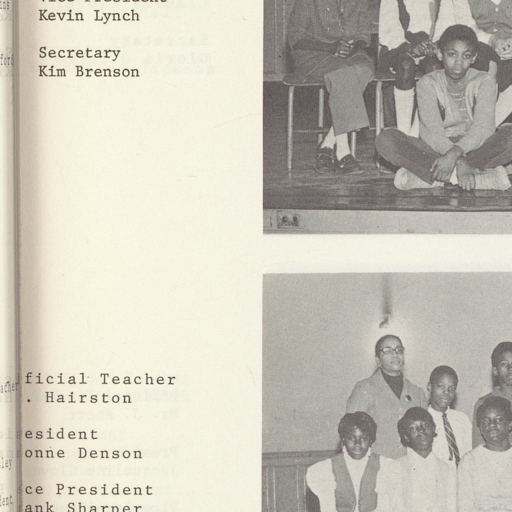 Vice President
Kevin Lynch
Secretary
Kim Brenson
ficial Teacher
. Hairston
esident
onne Denson
ce President
ank Sharper